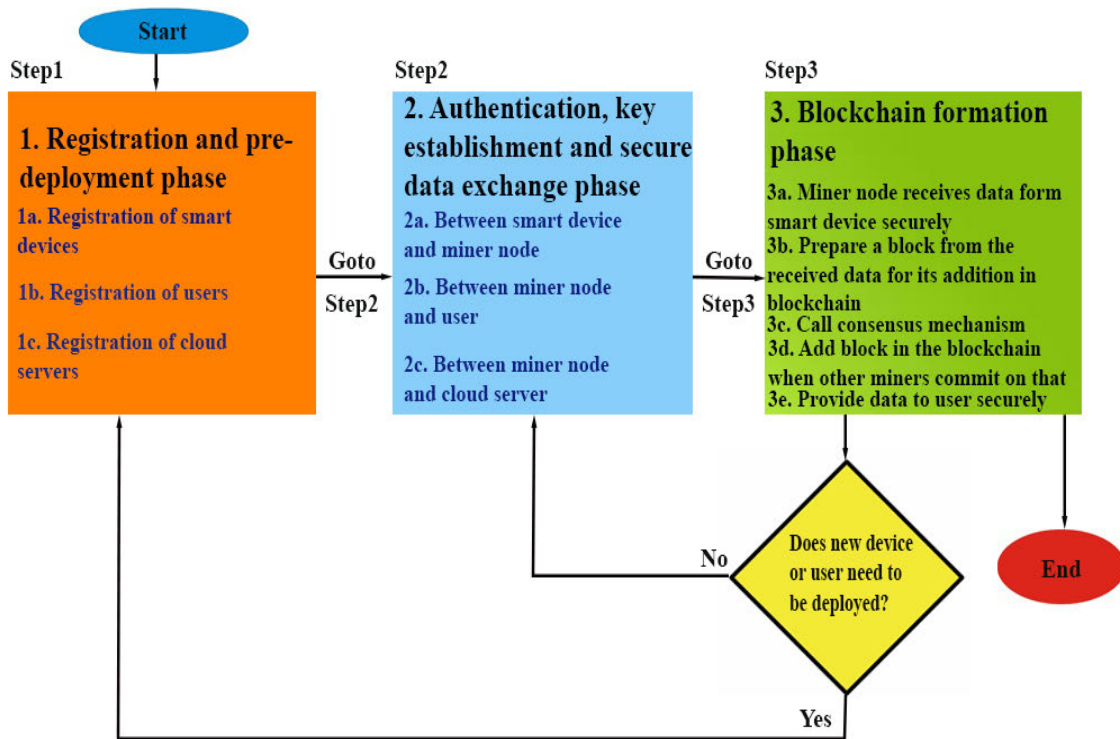 Start
Step1
1. Registration and pre-
deployment phase
1a. Registration of smart
devices
1b. Registration of users
1c. Registration of cloud
servers
Goto
Step2
Step2
2. Authentication, key
establishment and secure
data exchange phase
2a. Between smart device
and miner node
2b. Between miner node
and user
2c. Between miner node
and cloud server
Goto
Step3
Step3
3. Blockchain formation
phase
3a. Miner node receives data form
smart device securely
3b. Prepare a block from the
received data for its addition in
blockchain
3c. Call consensus mechanism
3d. Add block in the blockchain
when other miners commit on that
3e. Provide data to user securely
No
Does new device
or user need to
be deployed?
End
Yes